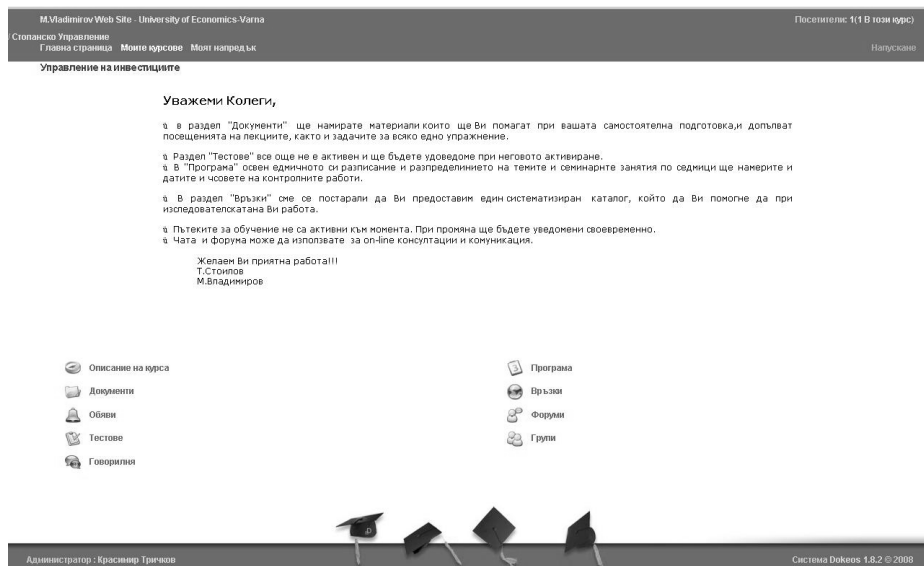 M.Vladimirov Web Site - University of Economics-Varna
Посетители: 1(1 В този курс)
/ Стопанско Управление
Главна страница Моите курсове Моят напредък
Напускане
Управление на инвестициите
Уважеми Колеги,
в раздел "Документи" ще намирате материали които ще Ви помагат при вашата самостоятелна подготовка,и допълват
посещенията на лекциите, както и задачите за всяко едно упражнение.
Раздел "Тестове" все още не е активен и ще бъдете удоведоме при неговото активиране.
В "Програма" освен едмичното си разписание и разпределинието на темите и семинарнте занятия по седмици ще намерите и
датите и чсовете на контролните работи.
В раздел "Връзки" сме се постарали да Ви предоставим един систематизиран каталог, който да Ви помогне да при
изследователскатана Ви работа.
Пътеките за обучение не са активни към момента. При промяна ще бъдете уведомени своевременно.
Чата и форума може да използвате за on-line консултации и комуникация.
Желаем Ви приятна работа!!!
Т.Стоилов
М.Владимиров
Описание на курса
Програма
Документи
Връзки
Обяви
Форуми
Тестове
Групи
Говорилня
Администратор : Красимир Тричков
Система Dokeos 1.8.2 © 2008